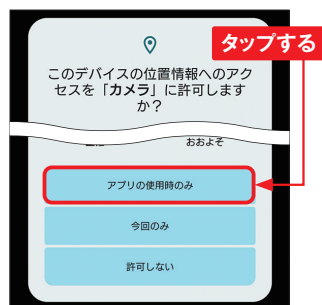 タップする
このデバイスの位置情報へのアク
セスを「カメラ」に許可します
か？
おおよそ
アプリの使用時のみ
今回のみ
許可しない